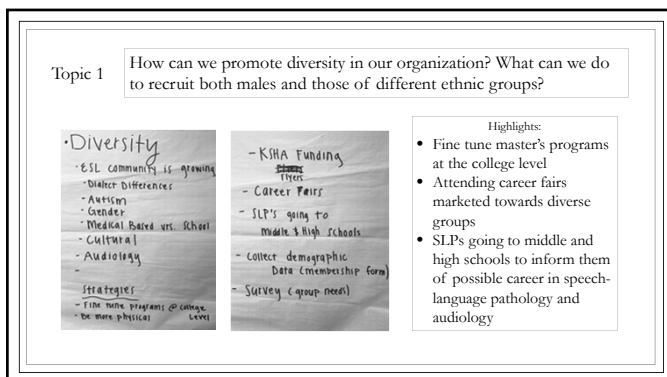 Topic 1
How can we promote diversity in our organization? What can we do
to recruit both males and those of different ethnic groups?
· Diversity
- ESL community is growing
- Dialect Differences
- Autism
- Gender
- Medical Based vrs. School
- Cultural
- Audiology
-
Strategies
- Fine tune programs @ college
Level
- Be more physical
- KSHA Funding
Flyers
- Career Fairs
- SLP's going to
middle & High schools
- Collect demographic
Data (membership form)
- Survey (group needs)
Highlights:
• Fine tune master's programs
at the college level
• Attending career fairs
marketed towards diverse
groups
• SLPs going to middle and
high schools to inform them
of possible career in speech-
language pathology and
audiology